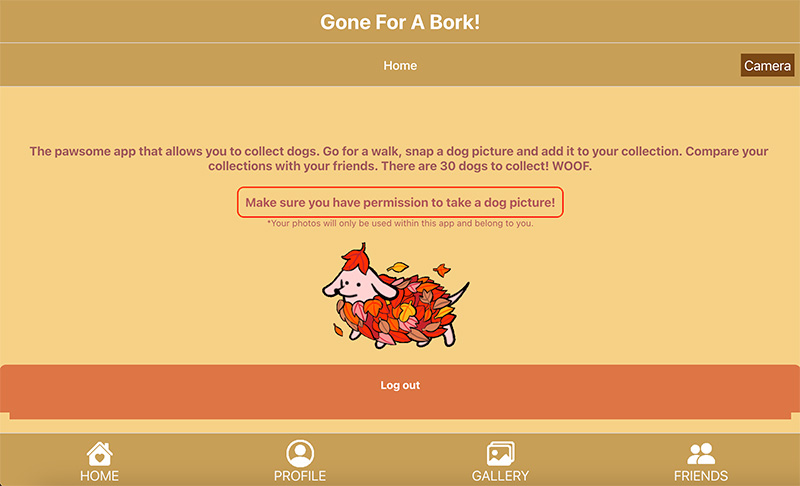 Gone For A Bork!
Home
Camera
The pawsome app that allows you to collect dogs. Go for a walk, snap a dog picture and add it to your collection. Compare your
collections with your friends. There are 30 dogs to collect! WOOF.
Make sure you have permission to take a dog picture!
*Your photos will only be used within this app and belong to you.
Log out
HOME
PROFILE
GALLERY
FRIENDS